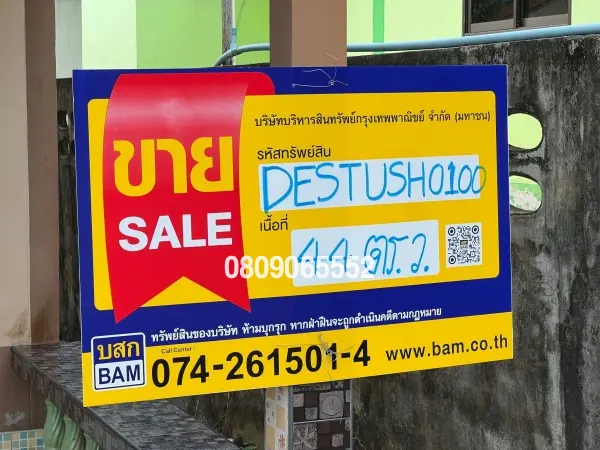 ขาย
SALE
บริษัทบริหารสินทรัพย์กรุงเทพพาณิชย์ จำกัด (มหาชน)
รหัสทรัพย์สิน
DESTUSH0100
เนื้อที่
44 ตร.ว.
0809065552
ทรัพย์สินของบริษัท ห้ามบุกรุก หากฝ่าฝืนจะถูกดำเนินคดีตามกฎหมาย
บสก
BAM
Call Center :
074-261501-4
www.bam.co.th